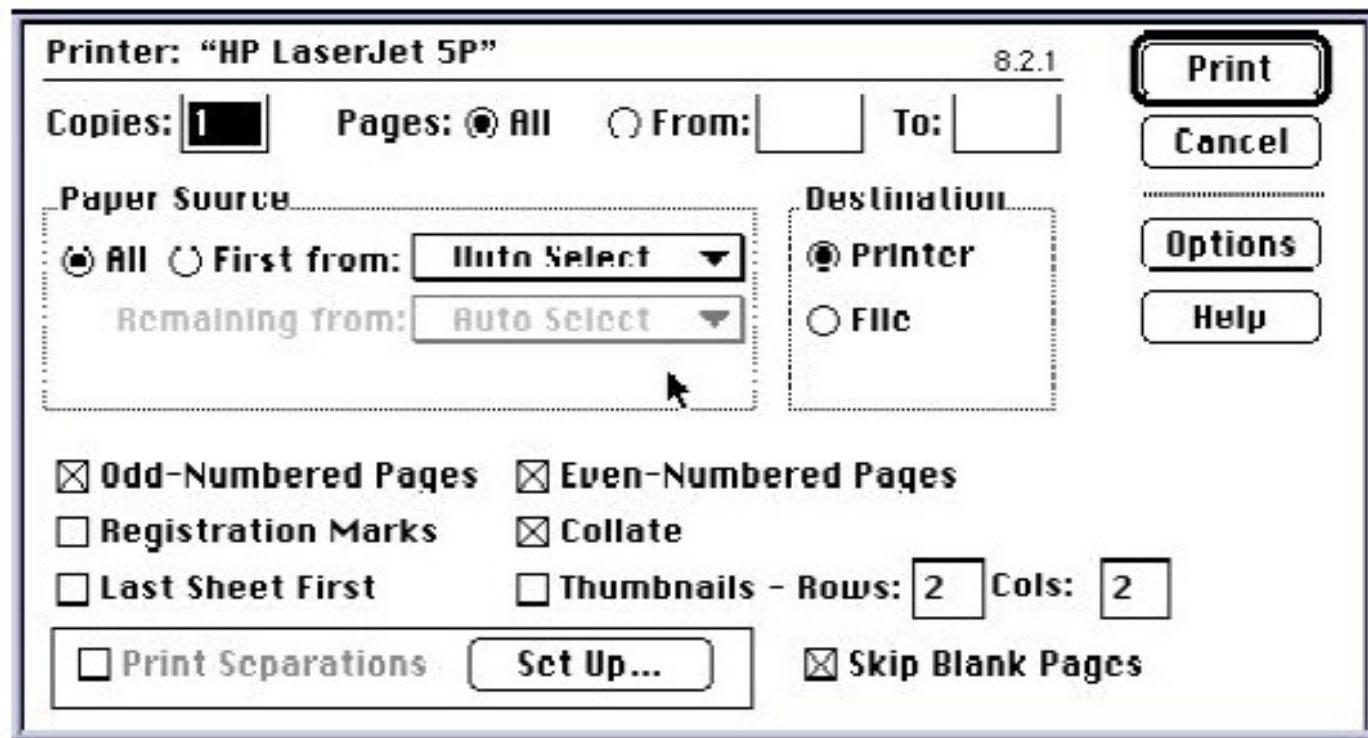 Printer: “HP LaserJet 5P” 8.2.1
Print
Copies: 1 Pages: All From: To:
Cancel
Paper Source
Destination
All First from: Auto Select
Printer
Options
Remaining from: Auto Select
File
Help
Odd-Numbered Pages Even-Numbered Pages
Registration Marks Collate
Last Sheet First Thumbnails - Rows: 2 Cols: 2
Print Separations Set Up... Skip Blank Pages